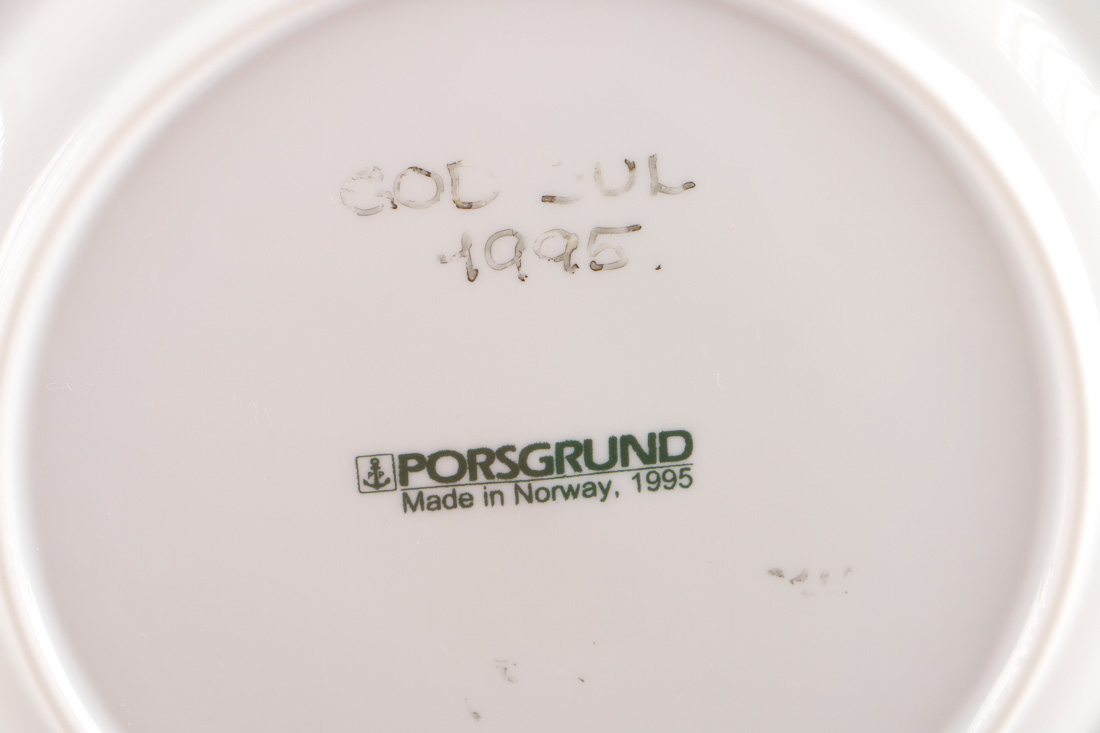 GOD JUL
1995.
PORSGRUND
Made in Norway, 1995